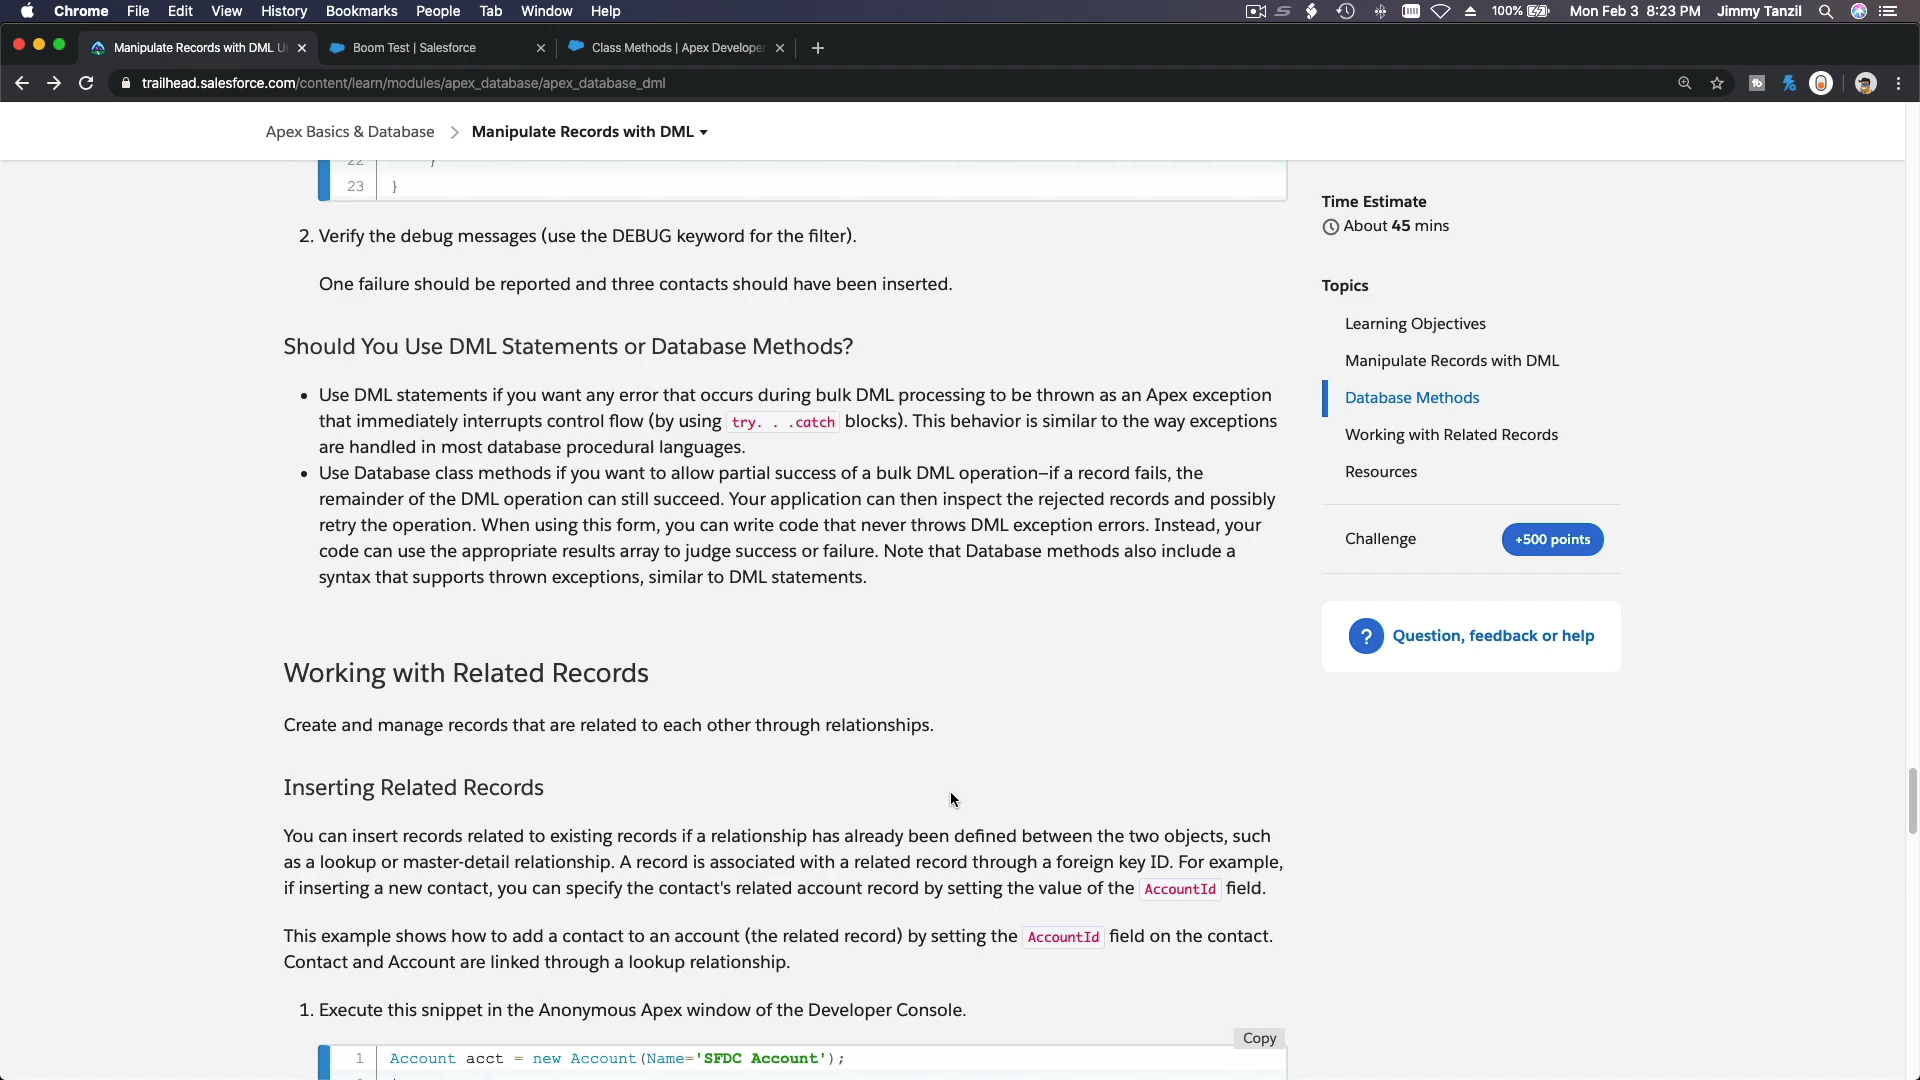 Chrome File Edit View History Bookmarks People Tab Window Help 100% Mon Feb 3 8:23 PM Jimmy Tanzil
Manipulate Records with DML Boom Test | Salesforce Class Methods | Apex Develope
trailhead.salesforce.com/content/learn/modules/apex_database/apex_database_dml
Apex Basics & Database > Manipulate Records with DML
22 }
23 }
2. Verify the debug messages (use the DEBUG keyword for the filter).
One failure should be reported and three contacts should have been inserted.
Should You Use DML Statements or Database Methods?
• Use DML statements if you want any error that occurs during bulk DML processing to be thrown as an Apex exception
that immediately interrupts control flow (by using try. . .catch blocks). This behavior is similar to the way exceptions
are handled in most database procedural languages.
• Use Database class methods if you want to allow partial success of a bulk DML operation—if a record fails, the
remainder of the DML operation can still succeed. Your application can then inspect the rejected records and possibly
retry the operation. When using this form, you can write code that never throws DML exception errors. Instead, your
code can use the appropriate results array to judge success or failure. Note that Database methods also include a
syntax that supports thrown exceptions, similar to DML statements.
Working with Related Records
Create and manage records that are related to each other through relationships.
Inserting Related Records
You can insert records related to existing records if a relationship has already been defined between the two objects, such
as a lookup or master-detail relationship. A record is associated with a related record through a foreign key ID. For example,
if inserting a new contact, you can specify the contact's related account record by setting the value of the AccountId field.
This example shows how to add a contact to an account (the related record) by setting the AccountId field on the contact.
Contact and Account are linked through a lookup relationship.
1. Execute this snippet in the Anonymous Apex window of the Developer Console.
Copy
1 Account acct = new Account(Name='SFDC Account');
Time Estimate
About 45 mins
Topics
Learning Objectives
Manipulate Records with DML
Database Methods
Working with Related Records
Resources
Challenge +500 points
? Question, feedback or help